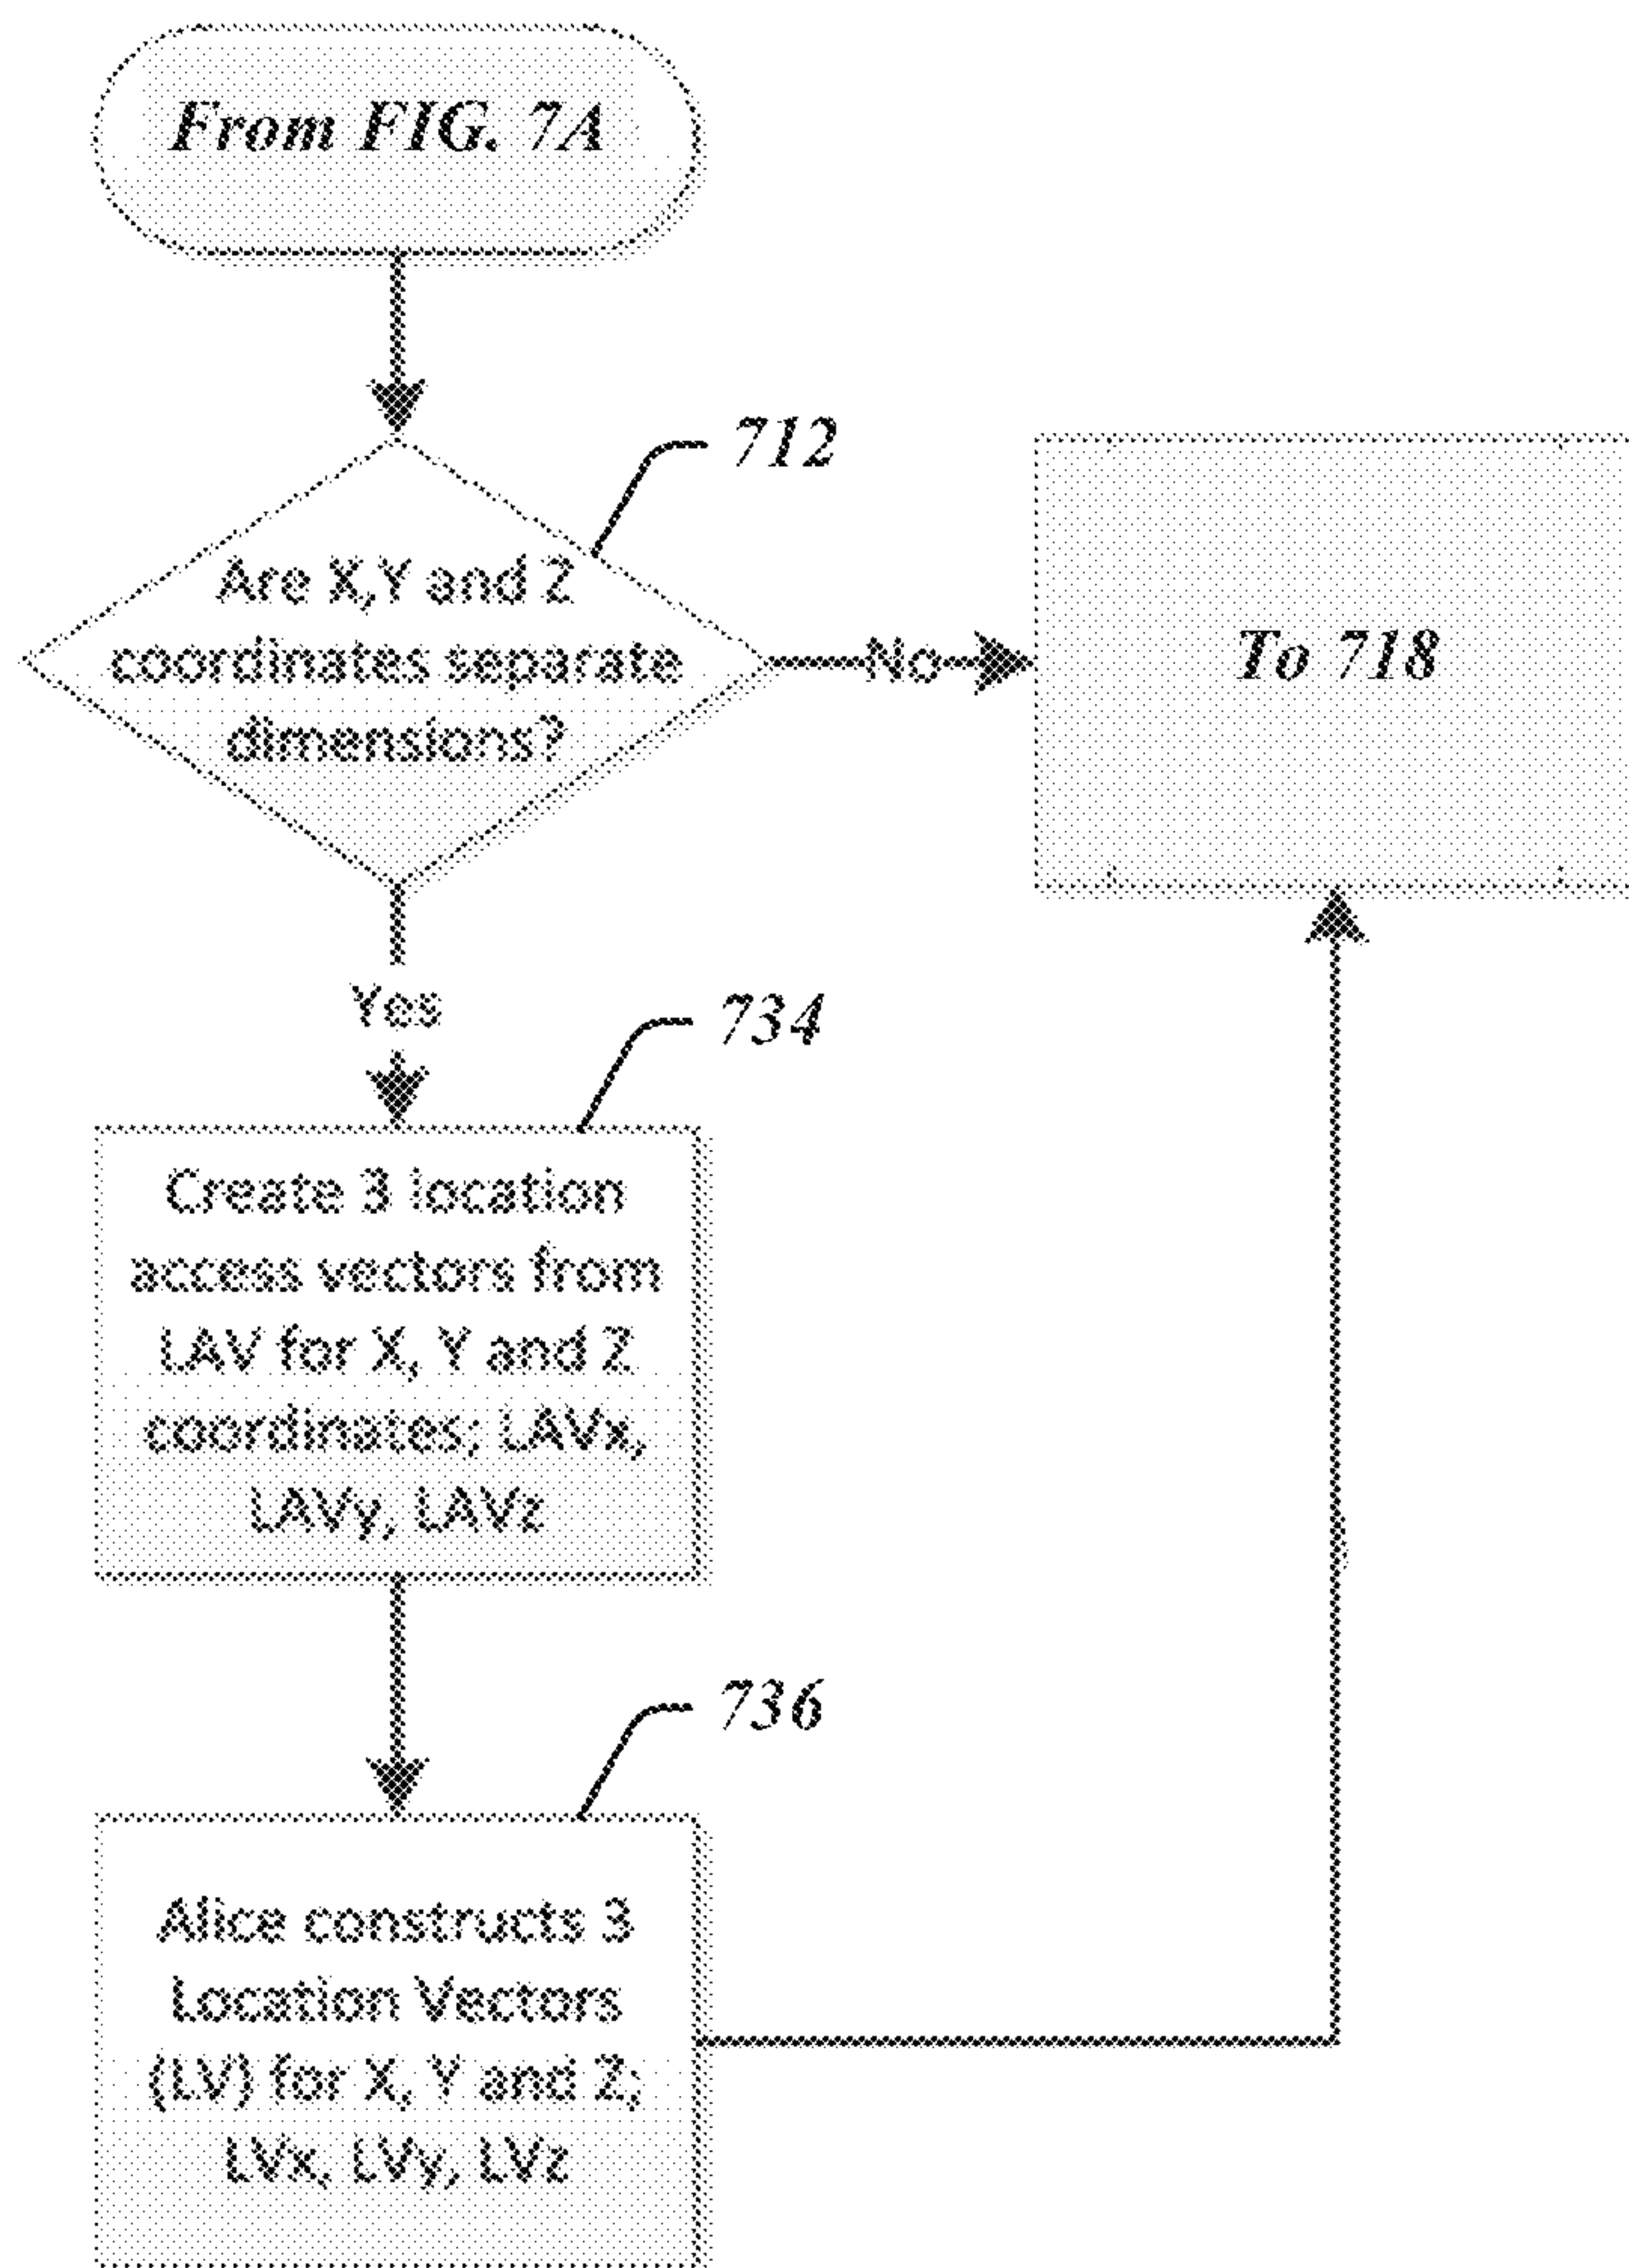 From FIG. 7A
712
Are X,Y and Z
coordinates separate
dimensions?
No
To 718
Yes
734
Create 3 location
access vectors from
LAV for X, Y and Z
coordinates; LAVx,
LAVy, LAVz
736
Alice constructs 3
Location Vectors
(LV) for X, Y and Z;
LVx, LVy, LVz